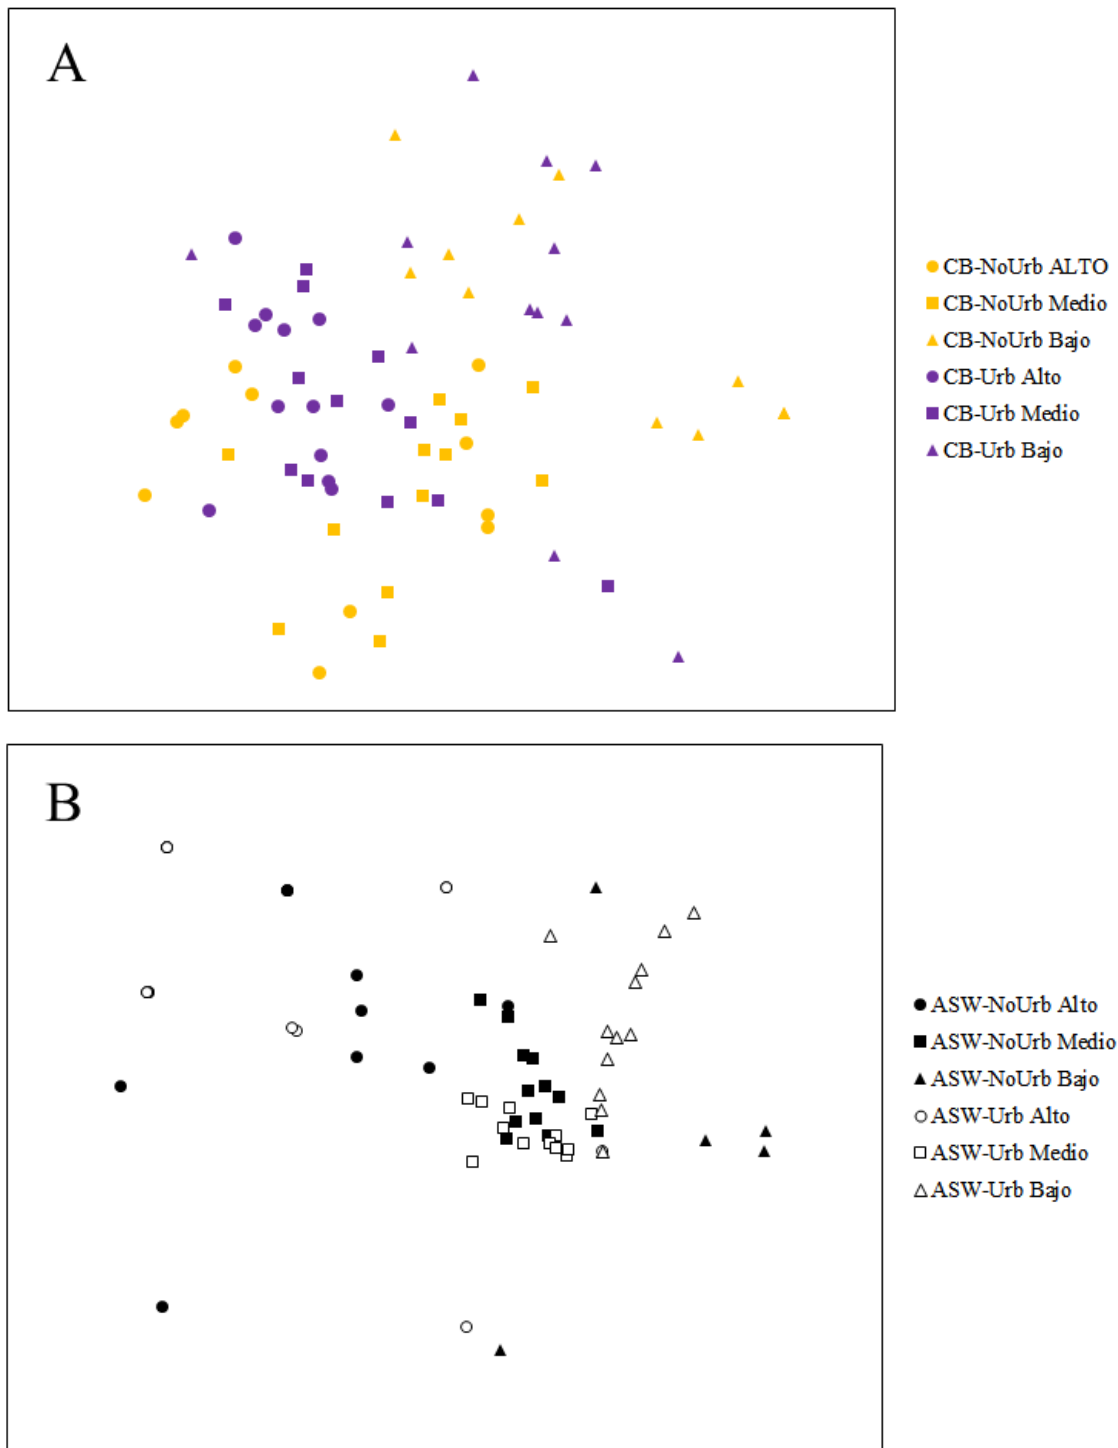 A
CB-NoUrb ALTO
CB-NoUrb Medio
CB-NoUrb Bajo
CB-Urb Alto
CB-Urb Medio
CB-Urb Bajo
B
ASW-NoUrb Alto
ASW-NoUrb Medio
ASW-NoUrb Bajo
ASW-Urb Alto
ASW-Urb Medio
ASW-Urb Bajo